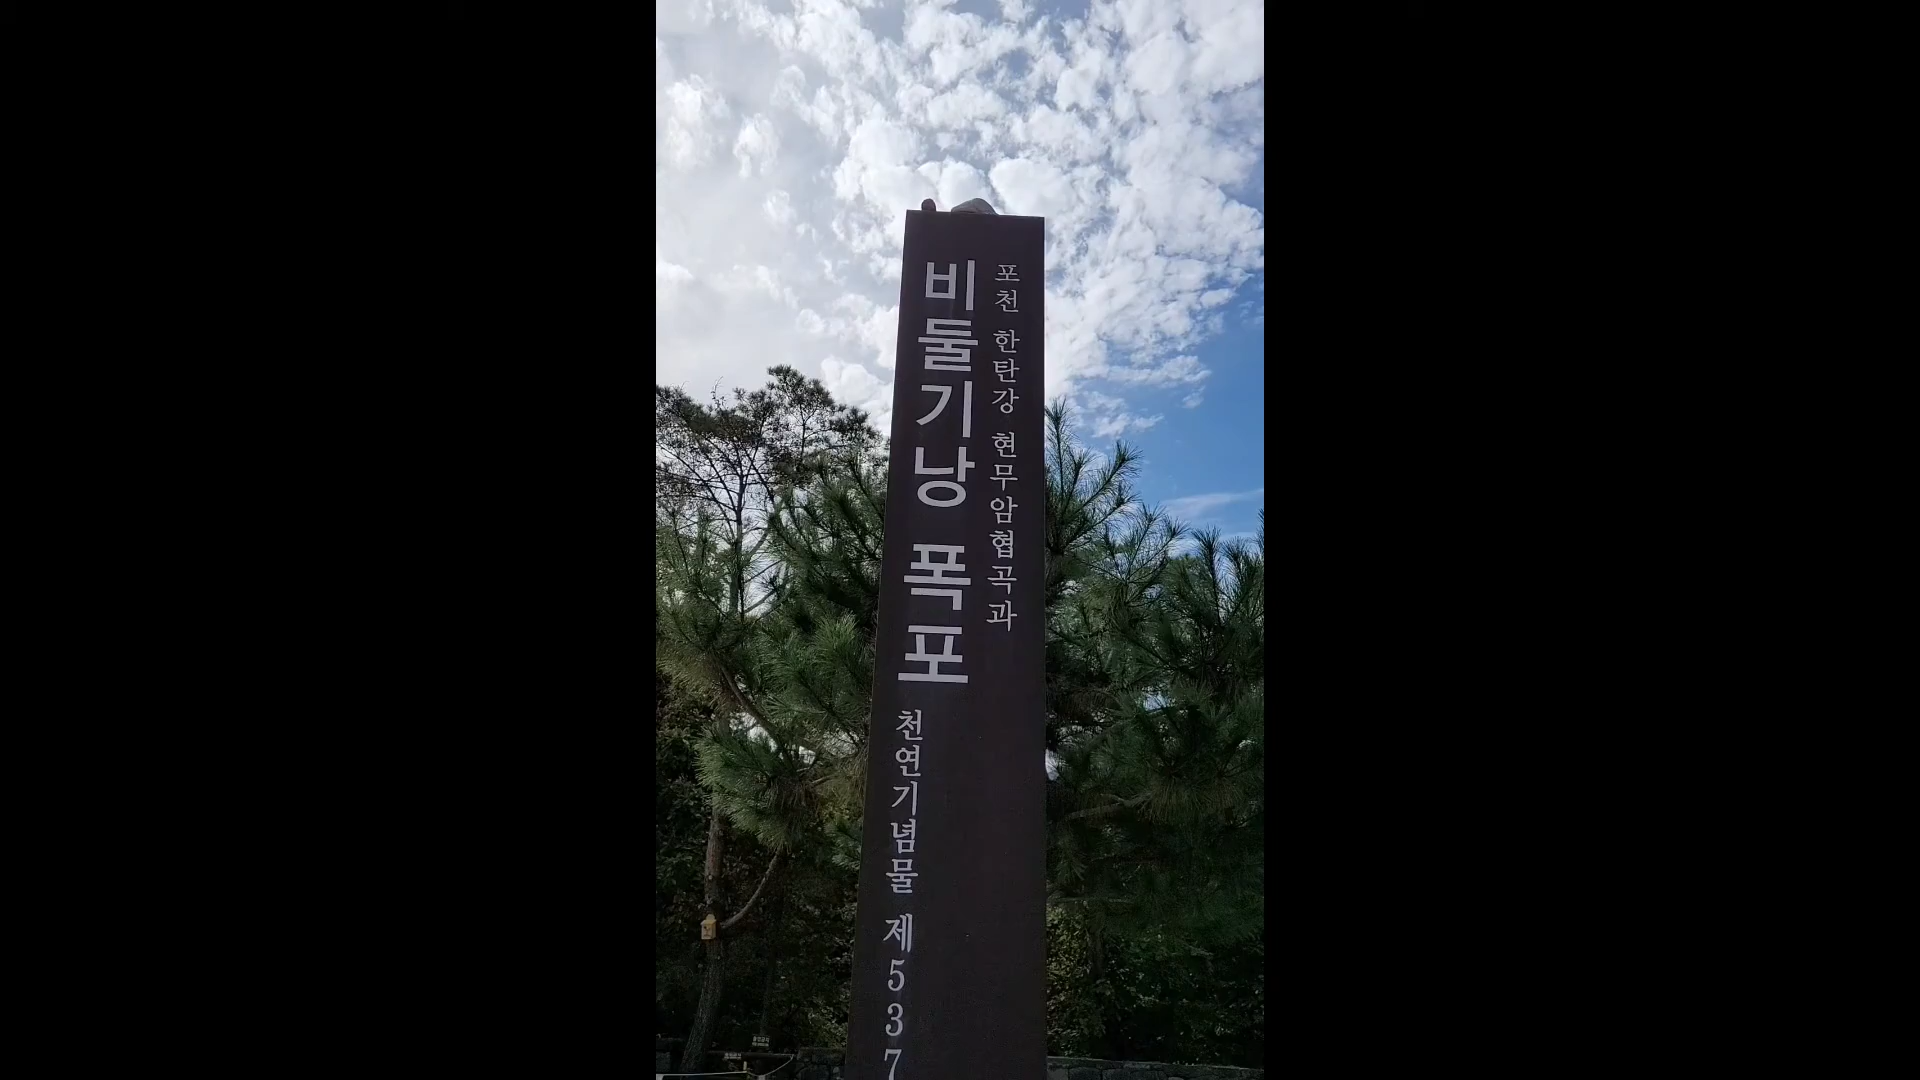 포천 한탄강 현무암협곡과
비둘기낭 폭포
천연기념물 제537